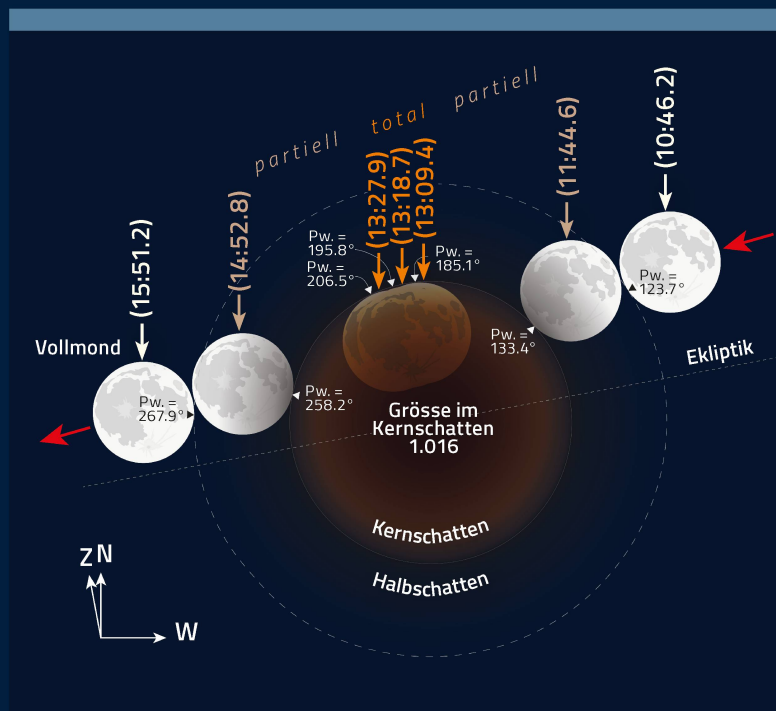 partiell total partiell
(15:51.2)
(14:52.8)
(13:27.9)
(13:18.7)
(13:09.4)
(11:44.6)
(10:46.2)
Pw. =
195.8°
Pw. =
206.5°
Pw. =
185.1°
Pw. =
123.7°
Vollmond
Pw. =
133.4°
Ekliptik
Pw. =
267.9°
Pw. =
258.2°
Grösse im
Kernschatten
1.016
Kernschatten
Halbschatten
Z N
W